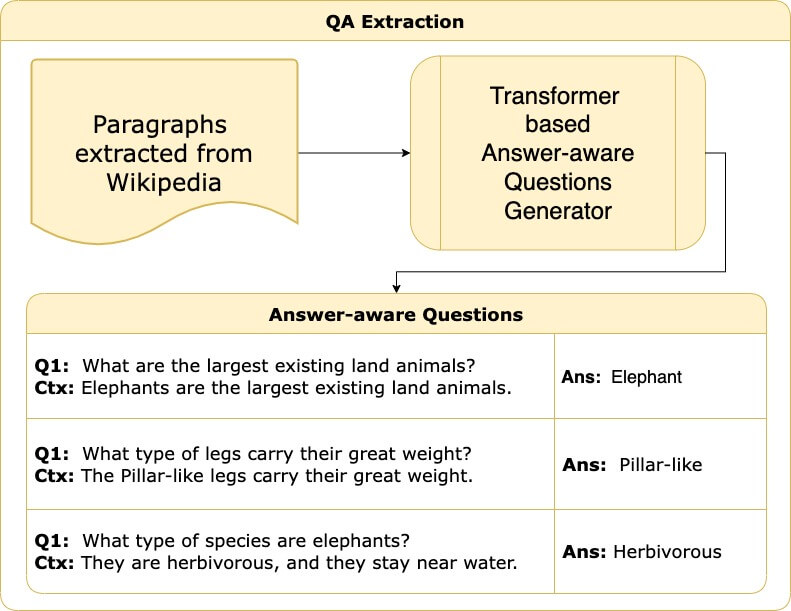 QA Extraction
Paragraphs
extracted from
Wikipedia
Transformer
based
Answer-aware
Questions
Generator
Answer-aware Questions
Q1: What are the largest existing land animals?
Ctx: Elephants are the largest existing land animals.
Ans: Elephant
Q1: What type of legs carry their great weight?
Ctx: The Pillar-like legs carry their great weight.
Ans: Pillar-like
Q1: What type of species are elephants?
Ctx: They are herbivorous, and they stay near water.
Ans: Herbivorous